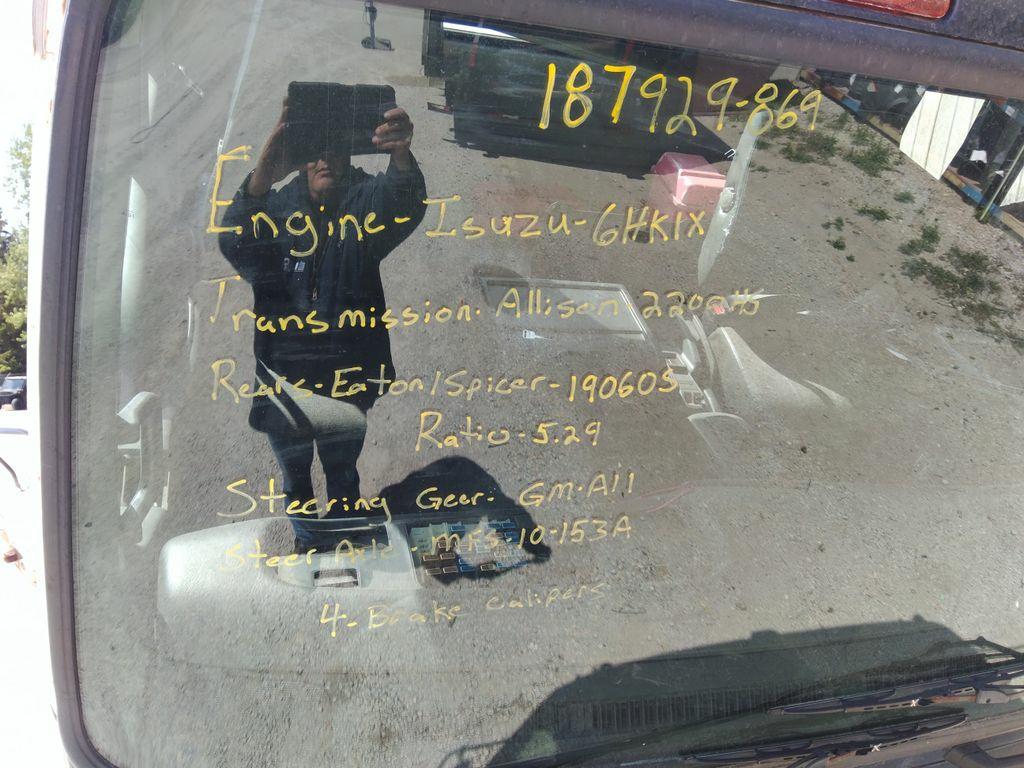 187929-869
Engine-Isuzu-6HK1X
Transmission. Allison
Rears-Eaton/Spicer-19060S
Ratio-5.29
Steering Gear- GM-All
Steer Axle-MFS-10-153A
4-Brake calipers